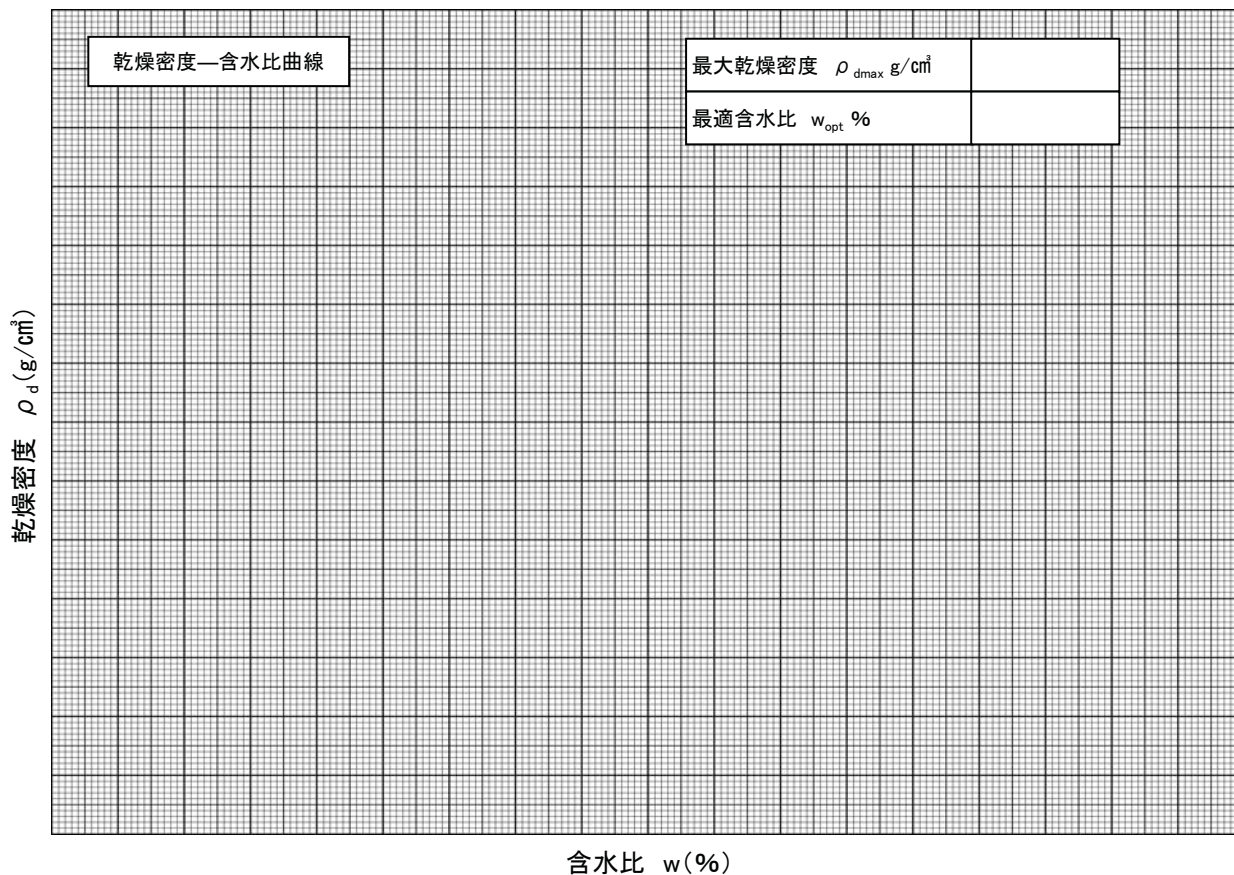 乾燥密度―含水比曲線
最大乾燥密度 ρdmax g/c㎥
最適含水比 wopt %
乾燥密度 ρd(g/c㎥)
含水比 w(%)